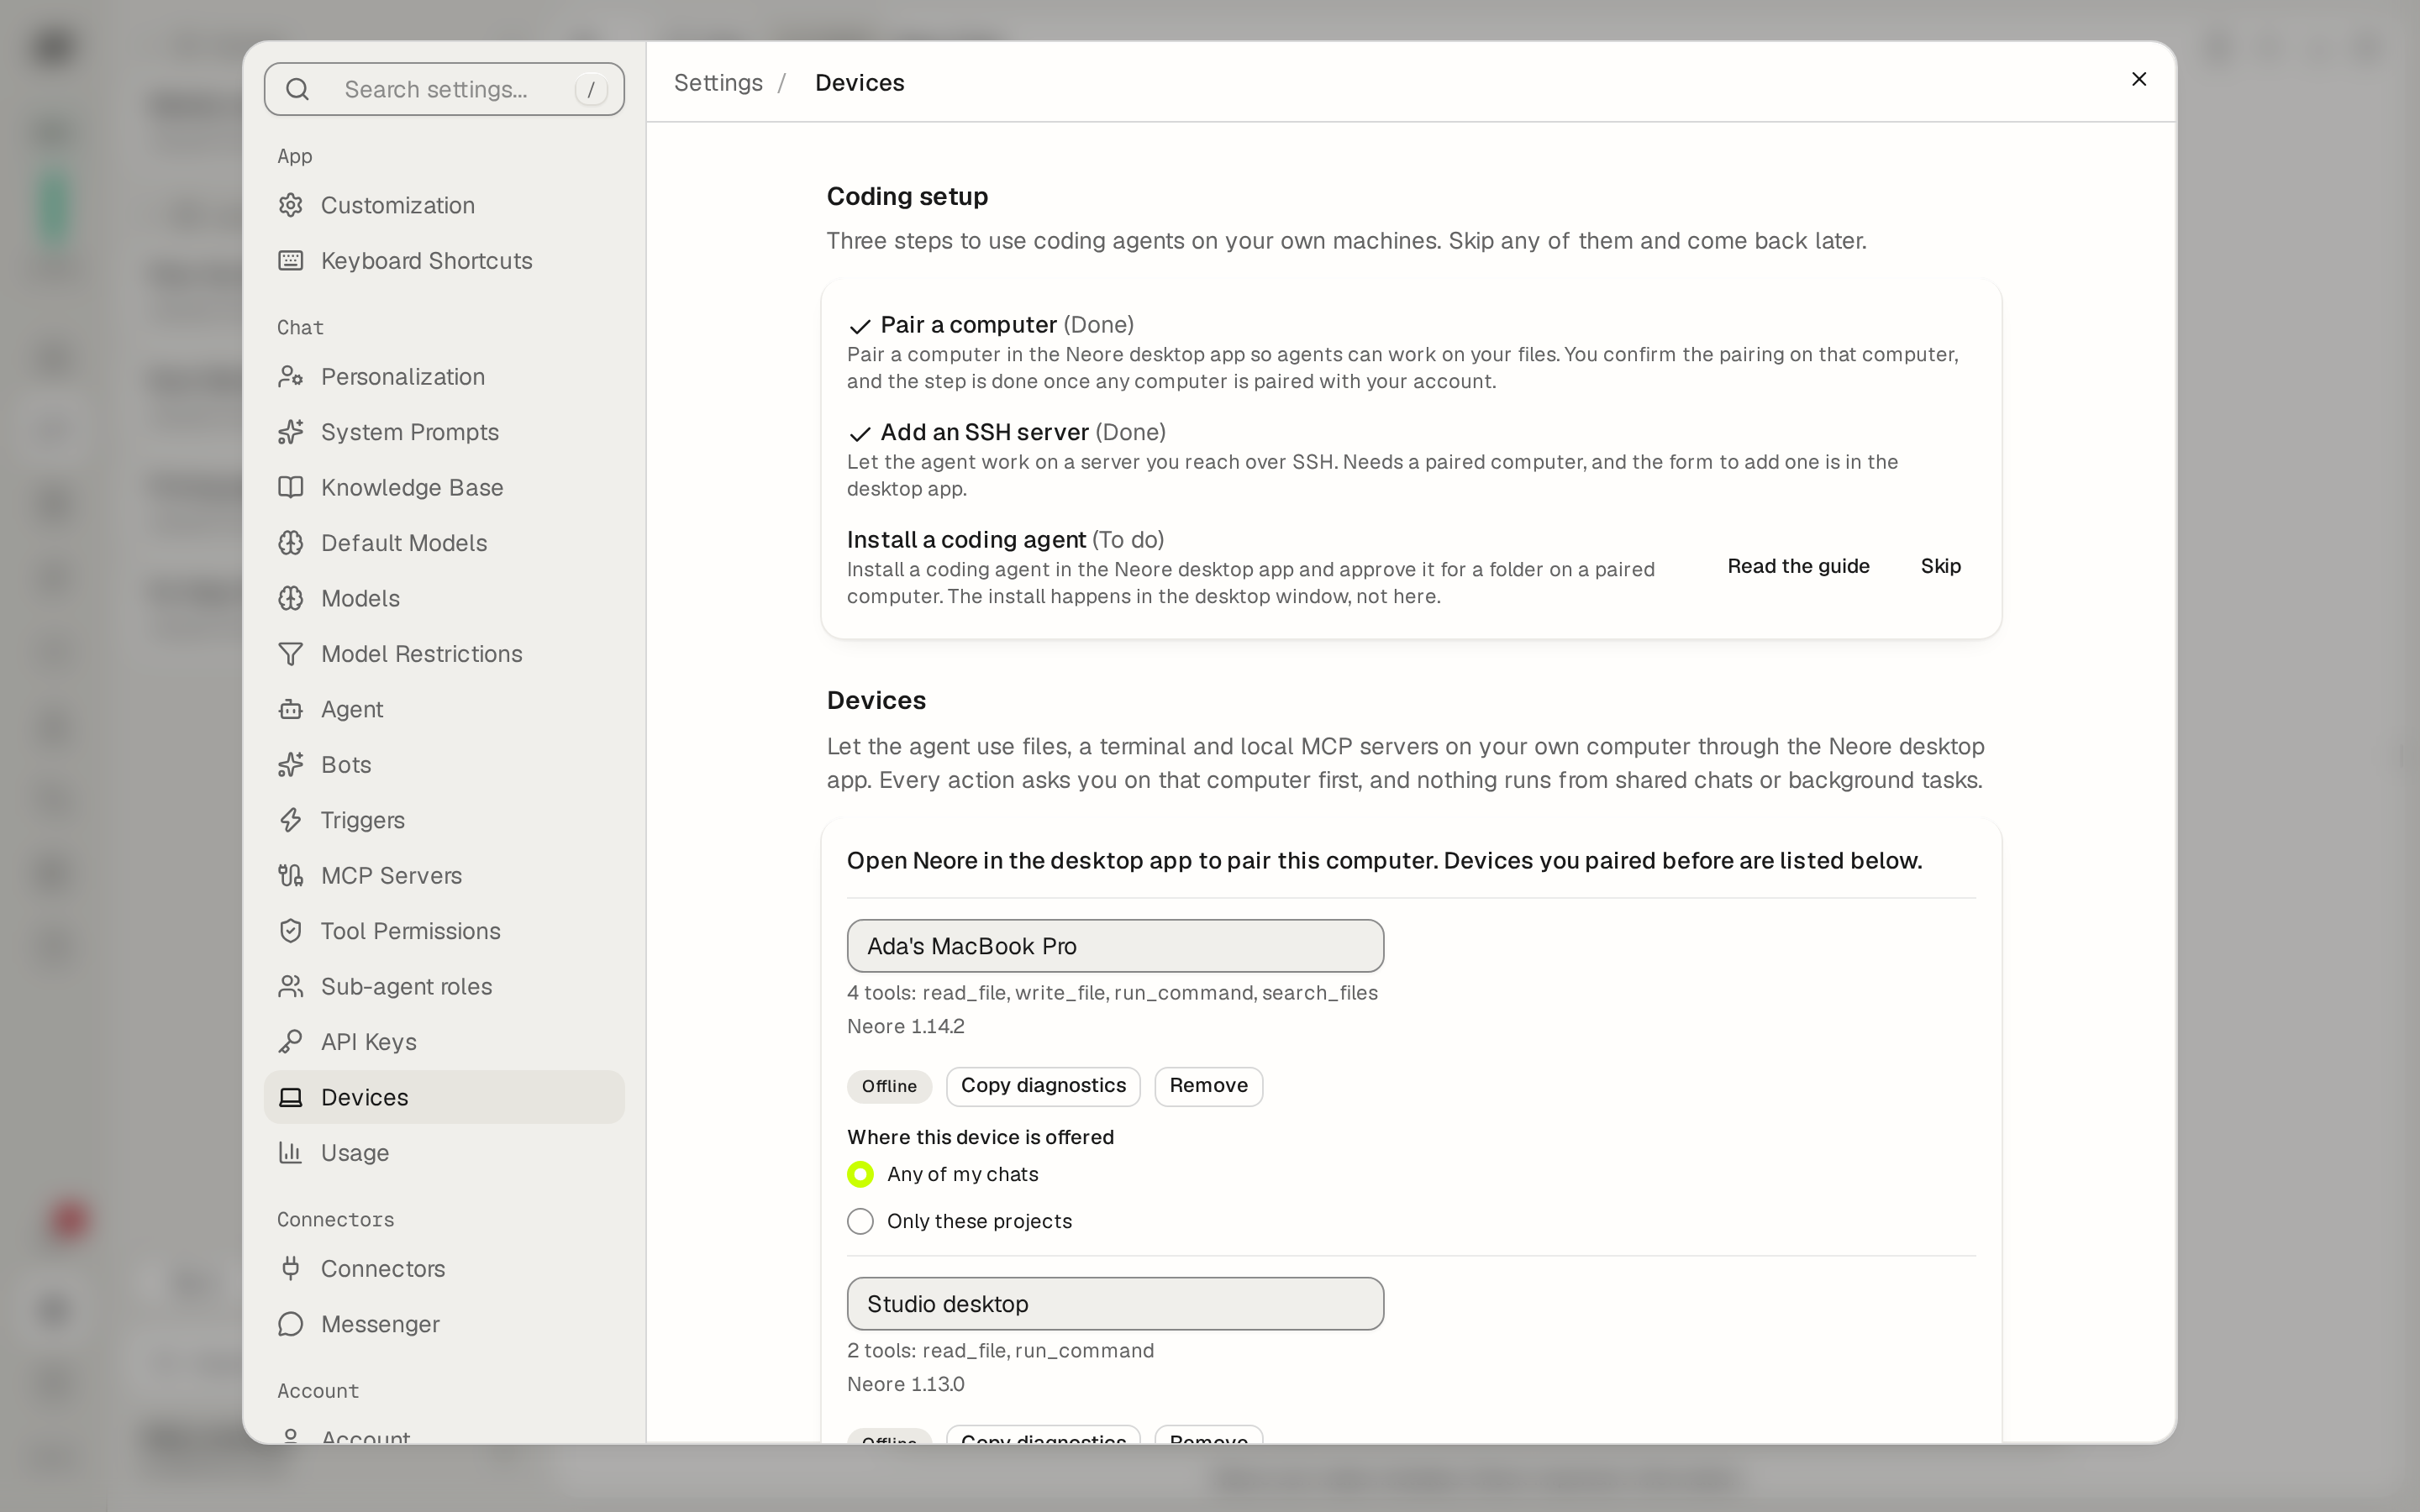 Search settings...
/
App
Customization
Keyboard Shortcuts
Chat
Personalization
System Prompts
Knowledge Base
Default Models
Models
Model Restrictions
Agent
Bots
Triggers
MCP Servers
Tool Permissions
Sub-agent roles
API Keys
Devices
Usage
Connectors
Connectors
Messenger
Account
Account
Settings / Devices
Coding setup
Three steps to use coding agents on your own machines. Skip any of them and come back later.
Pair a computer (Done)
Pair a computer in the Neore desktop app so agents can work on your files. You confirm the pairing on that computer,
and the step is done once any computer is paired with your account.
Add an SSH server (Done)
Let the agent work on a server you reach over SSH. Needs a paired computer, and the form to add one is in the
desktop app.
Install a coding agent (To do)
Install a coding agent in the Neore desktop app and approve it for a folder on a paired
computer. The install happens in the desktop window, not here.
Read the guide
Skip
Devices
Let the agent use files, a terminal and local MCP servers on your own computer through the Neore desktop
app. Every action asks you on that computer first, and nothing runs from shared chats or background tasks.
Open Neore in the desktop app to pair this computer. Devices you paired before are listed below.
Ada's MacBook Pro
4 tools: read_file, write_file, run_command, search_files
Neore 1.14.2
Offline
Copy diagnostics
Remove
Where this device is offered
Any of my chats
Only these projects
Studio desktop
2 tools: read_file, run_command
Neore 1.13.0
Offline
Copy diagnostics
Remove